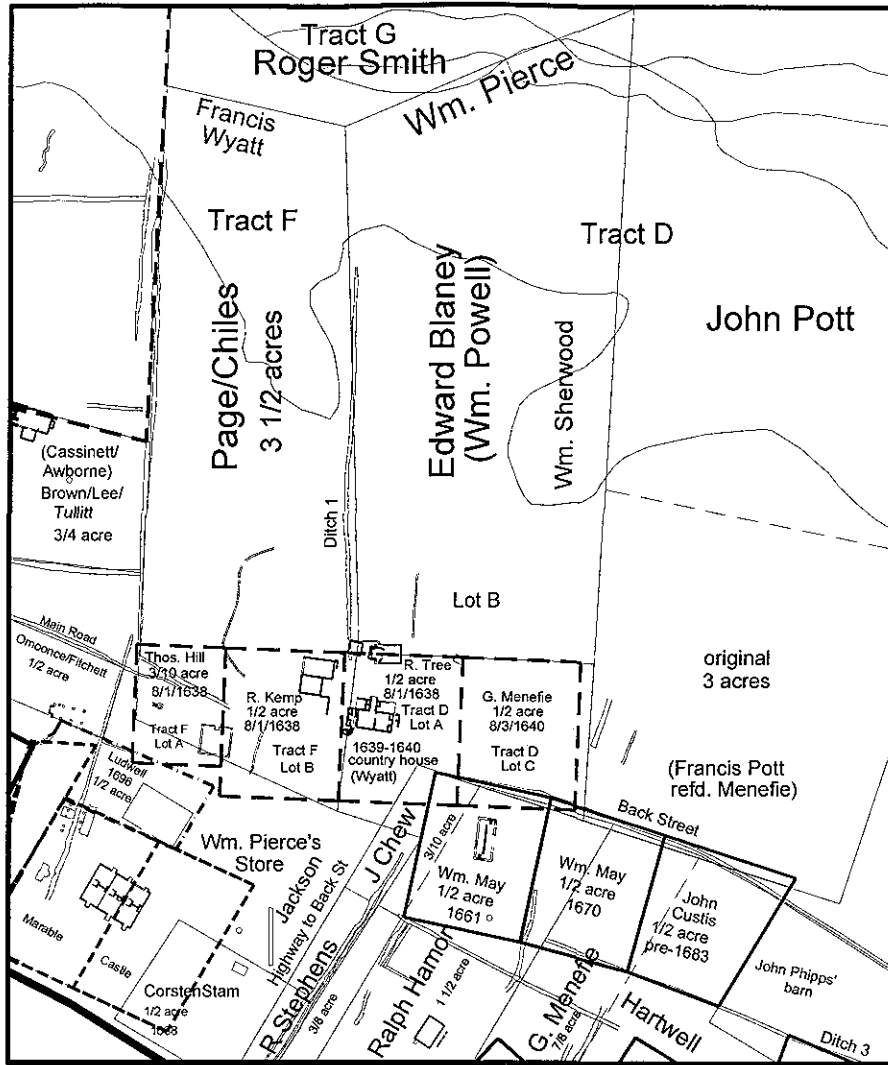 Tract G
Roger Smith
Wm. Pierce
Francis
Wyatt
Tract F
Tract D
John Pott
Page/Chiles
3 1/2 acres
Edward Blaney
(Wm. Powell)
Wm. Sherwood
(Cassinett/
Awborne)
Brown/Lee/
Tullitt
3/4 acre
Ditch 1
Lot B
Main Road
Omoonce/Fitchett
1/2 acre
Thos. Hill
3/10 acre
8/1/1638
Tract F
Lot A
R. Kemp
1/2 acre
8/1/1638
Tract F
Lot B
R. Tree
1/2 acre
8/1/1638
Tract D
Lot A
1639-1640
country house
(Wyatt)
G. Menefie
1/2 acre
8/3/1640
Tract D
Lot C
original
3 acres
(Francis Pott
refd. Menefie)
Ludwell
1696
1/2 acre
Wm. Pierce's
Store
Jackson
Highway to Back St
J Chew
3/10 acre
Wm. May
1/2 acre
1661
Back Street
Wm. May
1/2 acre
1670
John
Custis
1/2 acre
pre-1683
Marable
Castle
CorstenStam
1/2 acre
R Stephens
3/8 acre
Ralph Hamor
1 1/2 acre
G. Menefie
7/8 acre
Hartwell
John Phipps'
barn
Ditch 3